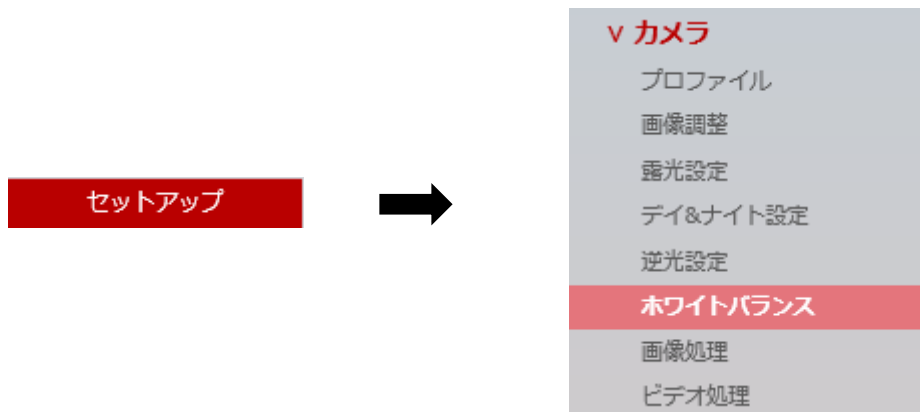 セットアップ
v カメラ
プロファイル
画像調整
露光設定
デイ&ナイト設定
逆光設定
ホワイトバランス
画像処理
ビデオ処理